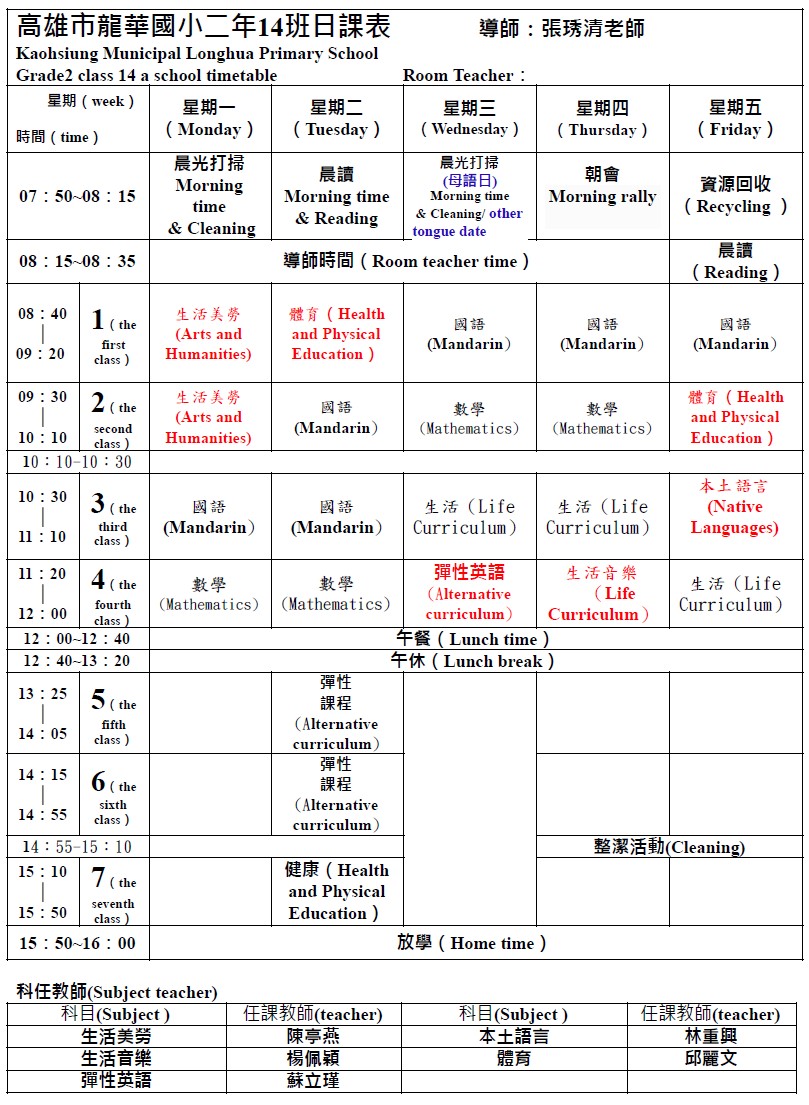 高雄市龍華國小二年14班日課表 導師：張琇清老師
Kaohsiung Municipal Longhua Primary School
Grade2 class 14 a school timetable Room Teacher：
星期（week）
時間（time）
星期一
（Monday）
星期二
（Tuesday）
星期三
（Wednesday）
星期四
（Thursday）
星期五
（Friday）
07：50~08：15
晨光打掃
Morning
time
& Cleaning
晨讀
Morning time
& Reading
晨光打掃
(母語日)
Morning time
& Cleaning/ other
tongue date
朝會
Morning rally
資源回收
（Recycling ）
08：15~08：35
導師時間（Room teacher time）
晨讀
（Reading）
08：40
｜
09：20
1（the
first
class）
生活美勞
(Arts and
Humanities)
體育（Health
and Physical
Education）
國語
(Mandarin）
國語
(Mandarin）
國語
(Mandarin）
09：30
｜
10：10
2（the
second
class）
生活美勞
(Arts and
Humanities)
國語
(Mandarin）
數學
（Mathematics）
數學
（Mathematics）
體育（Health
and Physical
Education）
10：10-10：30
10：30
｜
11：10
3（the
third
class）
國語
(Mandarin）
國語
(Mandarin）
生活（Life
Curriculum）
生活（Life
Curriculum）
本土語言
(Native
Languages)
11：20
｜
12：00
4（the
fourth
class）
數學
（Mathematics）
數學
（Mathematics）
彈性英語
（Alternative
curriculum）
生活音樂
（Life
Curriculum）
生活（Life
Curriculum）
12：00~12：40
午餐（Lunch time）
12：40~13：20
午休（Lunch break）
13：25
｜
14：05
5（the
fifth
class）
彈性
課程
（Alternative
curriculum）
14：15
｜
14：55
6（the
sixth
class）
彈性
課程
（Alternative
curriculum）
14：55-15：10
整潔活動(Cleaning)
15：10
｜
15：50
7（the
seventh
class）
健康（Health
and Physical
Education）
15：50~16：00
放學（Home time）
科任教師(Subject teacher)
科目(Subject ) 任課教師(teacher) 科目(Subject ) 任課教師(teacher)
生活美勞 陳亭燕 本土語言 林重興
生活音樂 楊佩穎 體育 邱麗文
彈性英語 蘇立瑾